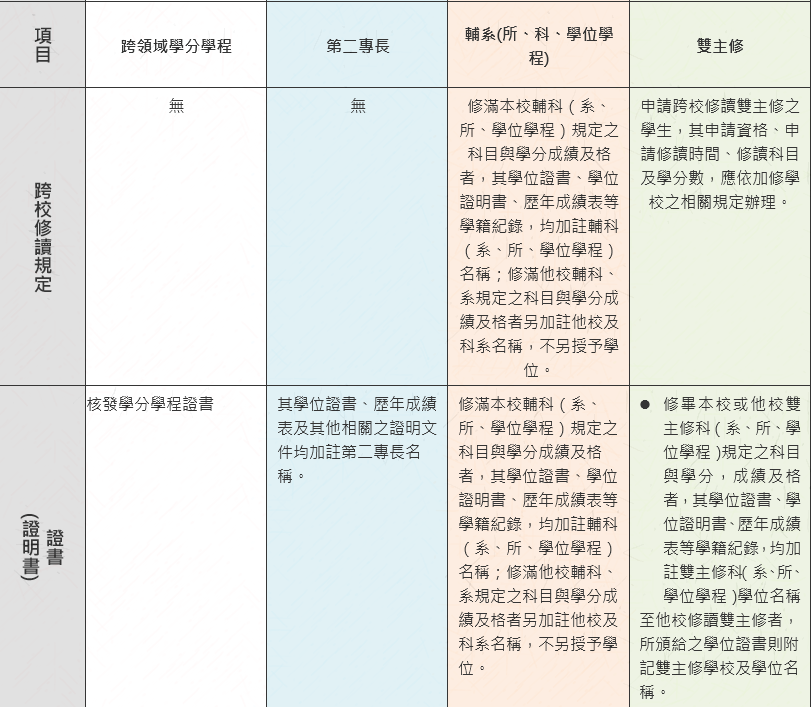 項目
跨領域學分學程
第二專長
輔系(所、科、學位學
程)
雙主修
跨校修讀規定
無
無
修滿本校輔科（系、
所、學位學程）規定之
科目與學分成績及格
者，其學位證書、學位
證明書、歷年成績表等
學籍紀錄，均加註輔科
（系、所、學位學程）
名稱；修滿他校輔科、
系規定之科目與學分成
績及格者另加註他校及
科系名稱，不另授予學
位。
申請跨校修讀雙主修之
學生，其申請資格、申
請修讀時間、修讀科目
及學分數，應依加修學
校之相關規定辦理。
證書
(證明書)
核發學分學程證書
其學位證書、歷年成績
表及其他相關之證明文
件均加註第二專長名
稱。
修滿本校輔科（系、
所、學位學程）規定之
科目與學分成績及格
者，其學位證書、學位
證明書、歷年成績表等
學籍紀錄，均加註輔科
（系、所、學位學程）
名稱；修滿他校輔科、
系規定之科目與學分成
績及格者另加註他校及
科系名稱，不另授予學
位。
● 修畢本校或他校雙
主修科（系、所、學
位學程）規定之科目
與學分，成績及格
者，其學位證書、學
位證明書、歷年成績
表等學籍紀錄，均加
註雙主修科（系、所、
學位學程）學位名稱
至他校修讀雙主修者，
所頒給之學位證書則附
記雙主修學校及學位名
稱。